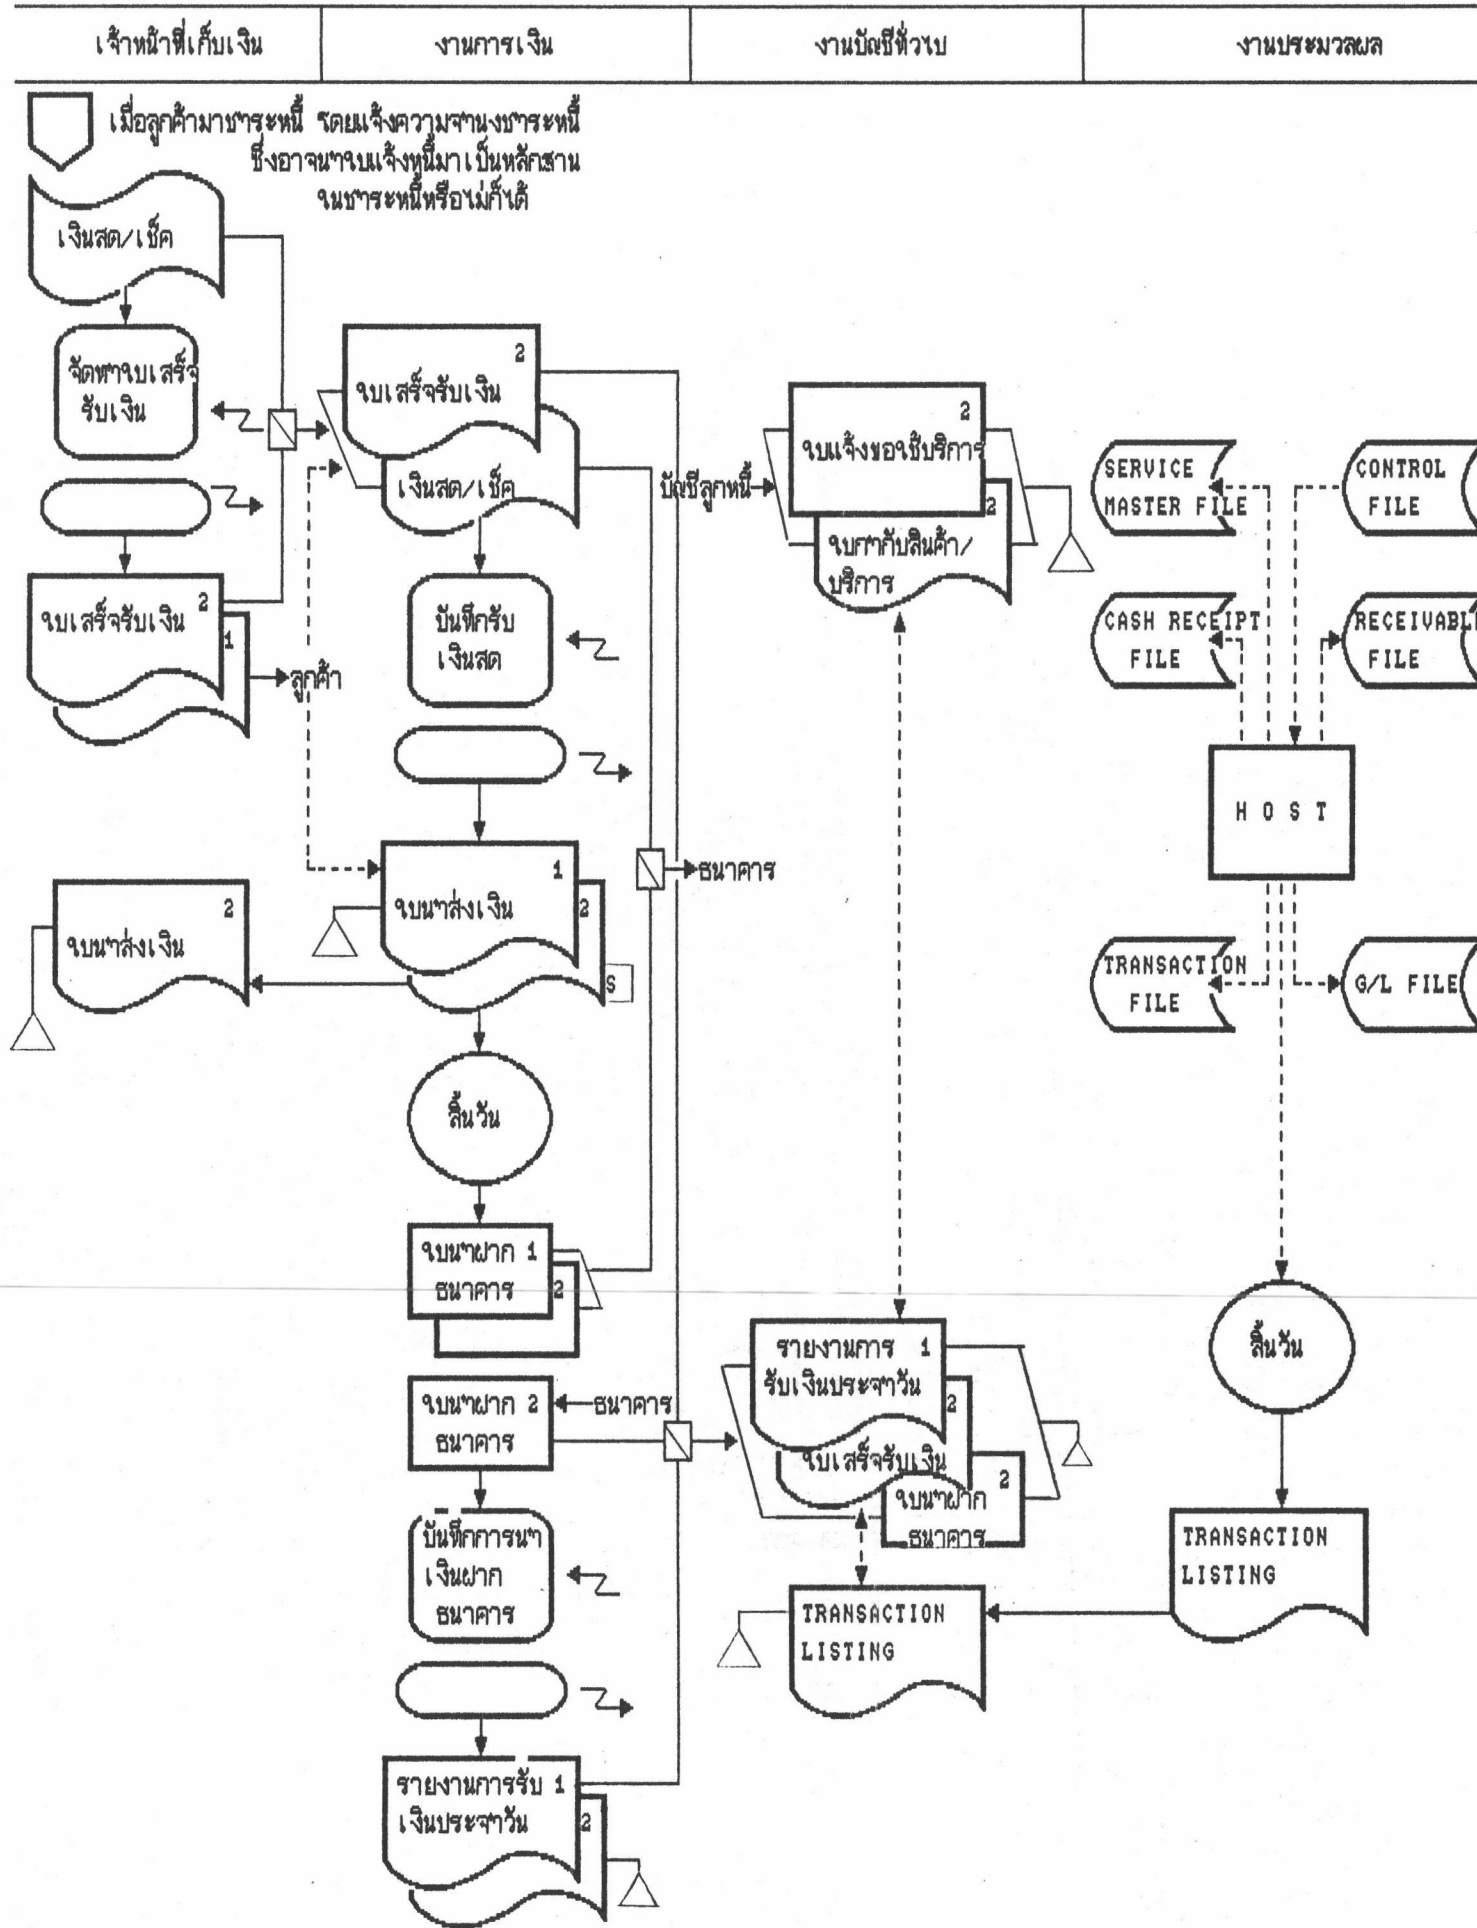 เจ้าหน้าที่เก็บเงิน
งานการเงิน
งานบัญชีทั่วไป
งานประมวลผล
เมื่อลูกค้ามาชำระหนี้ โดยแจ้งความจำนงชำระหนี้
ซึ่งอาจนำใบแจ้งหนี้มาเป็นหลักฐาน
ในชำระหนี้หรือไม่ก็ได้
เงินสด/เช็ค
จัดทำใบเสร็จ
รับเงิน
ใบเสร็จรับเงิน 2
1
ลูกค้า
2
ใบนำส่งเงิน
2
ใบเสร็จรับเงิน
เงินสด/เช็ค
บันทึกรับ
เงินสด
1
ใบนำส่งเงิน
2
S
ธนาคาร
สิ้นวัน
ใบนำฝาก 1
ธนาคาร
2
ใบนำฝาก 2
ธนาคาร
ธนาคาร
บันทึกการนำ
เงินฝาก
ธนาคาร
รายงานการรับ 1
เงินประจำวัน
2
บัญชีลูกหนี้
2
ใบแจ้งขอใช้บริการ
2
ใบกำกับสินค้า/
บริการ
รายงานการ 1
รับเงินประจำวัน
2
ใบเสร็จรับเงิน
2
ใบนำฝาก
ธนาคาร
TRANSACTION
LISTING
SERVICE
MASTER FILE
CONTROL
FILE
CASH RECEIPT
FILE
RECEIVABLE
FILE
H O S T
TRANSACTION
FILE
G/L FILE
สิ้นวัน
TRANSACTION
LISTING